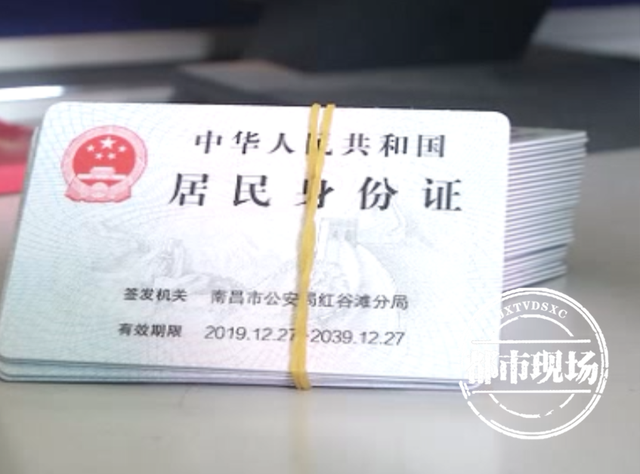 中华人民共和国
居民身份证
签发机关 南昌市公安局红谷滩分局
有效期限 2019.12.27-2039.12.27
JXTVDSXC
都市现场